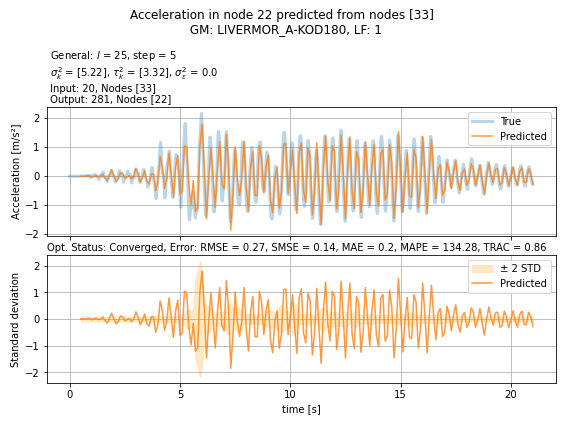 Acceleration in node 22 predicted from nodes [33]
GM: LIVERMOR_A-KOD180, LF: 1
General: l = 25, step = 5
σ²ₖ = [5.22], τ²ₖ = [3.32], σ²ε = 0.0
Input: 20, Nodes [33]
Output: 281, Nodes [22]
Acceleration [m/s²]
2
1
0
−1
−2
True
Predicted
Opt. Status: Converged, Error: RMSE = 0.27, SMSE = 0.14, MAE = 0.2, MAPE = 134.28, TRAC = 0.86
Standard deviation
2
1
0
−1
−2
± 2 STD
Predicted
0 5 10 15 20
time [s]